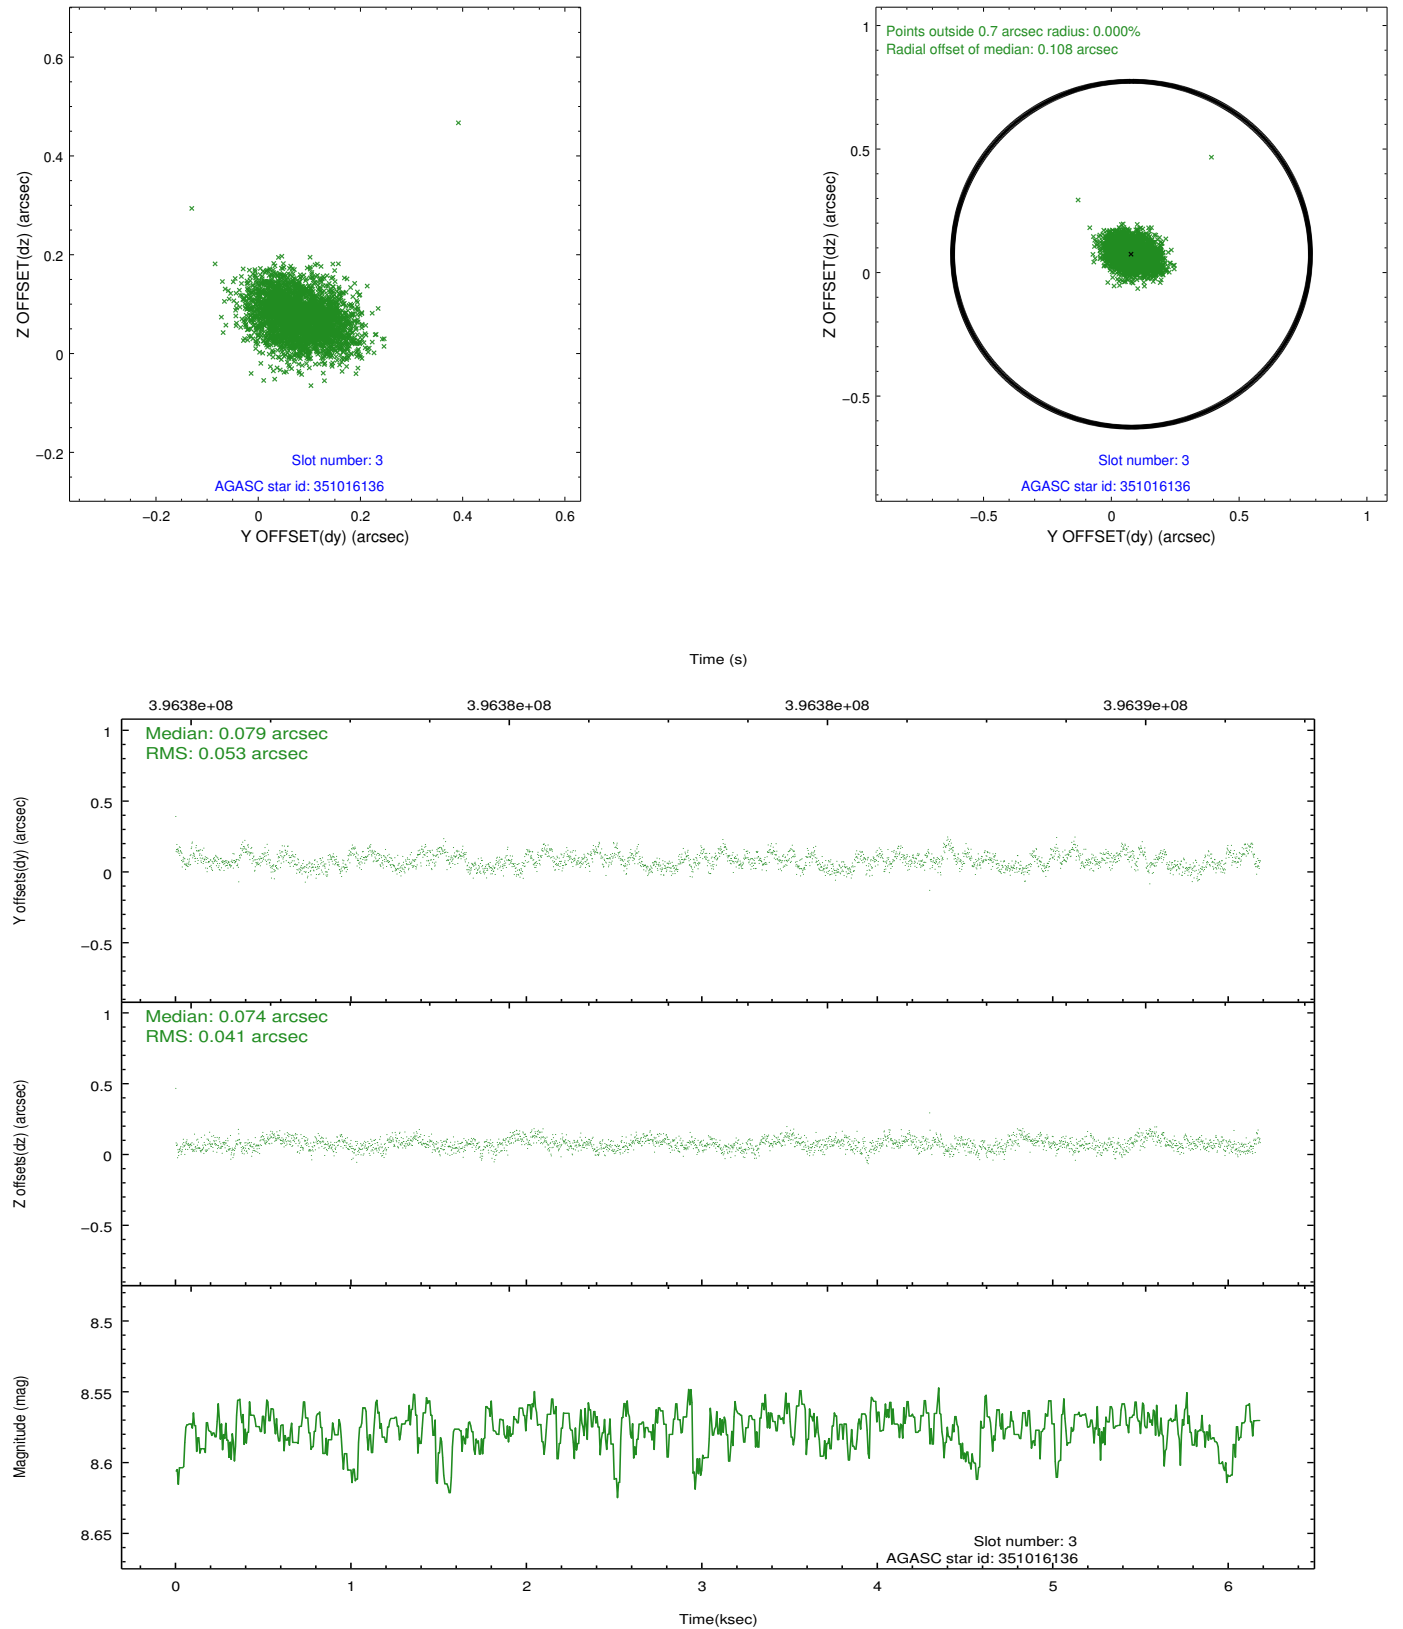 0.6
0.4
0.2
0
−0.2
Z OFFSET(dz) (arcsec)
Slot number: 3
AGASC star id: 351016136
−0.2 0 0.2 0.4 0.6
Y OFFSET(dy) (arcsec)
Points outside 0.7 arcsec radius: 0.000%
Radial offset of median: 0.108 arcsec
1
0.5
0
−0.5
Z OFFSET(dz) (arcsec)
Slot number: 3
AGASC star id: 351016136
−0.5 0 0.5 1
Y OFFSET(dy) (arcsec)
Time (s)
3.9638e+08 3.9638e+08 3.9638e+08 3.9639e+08
Median: 0.079 arcsec
RMS: 0.053 arcsec
1
0.5
0
−0.5
Y offsets(dy) (arcsec)
Median: 0.074 arcsec
RMS: 0.041 arcsec
1
0.5
0
−0.5
Z offsets(dz) (arcsec)
8.5
8.55
8.6
8.65
Magnitude (mag)
Slot number: 3
AGASC star id: 351016136
0 1 2 3 4 5 6
Time(ksec)